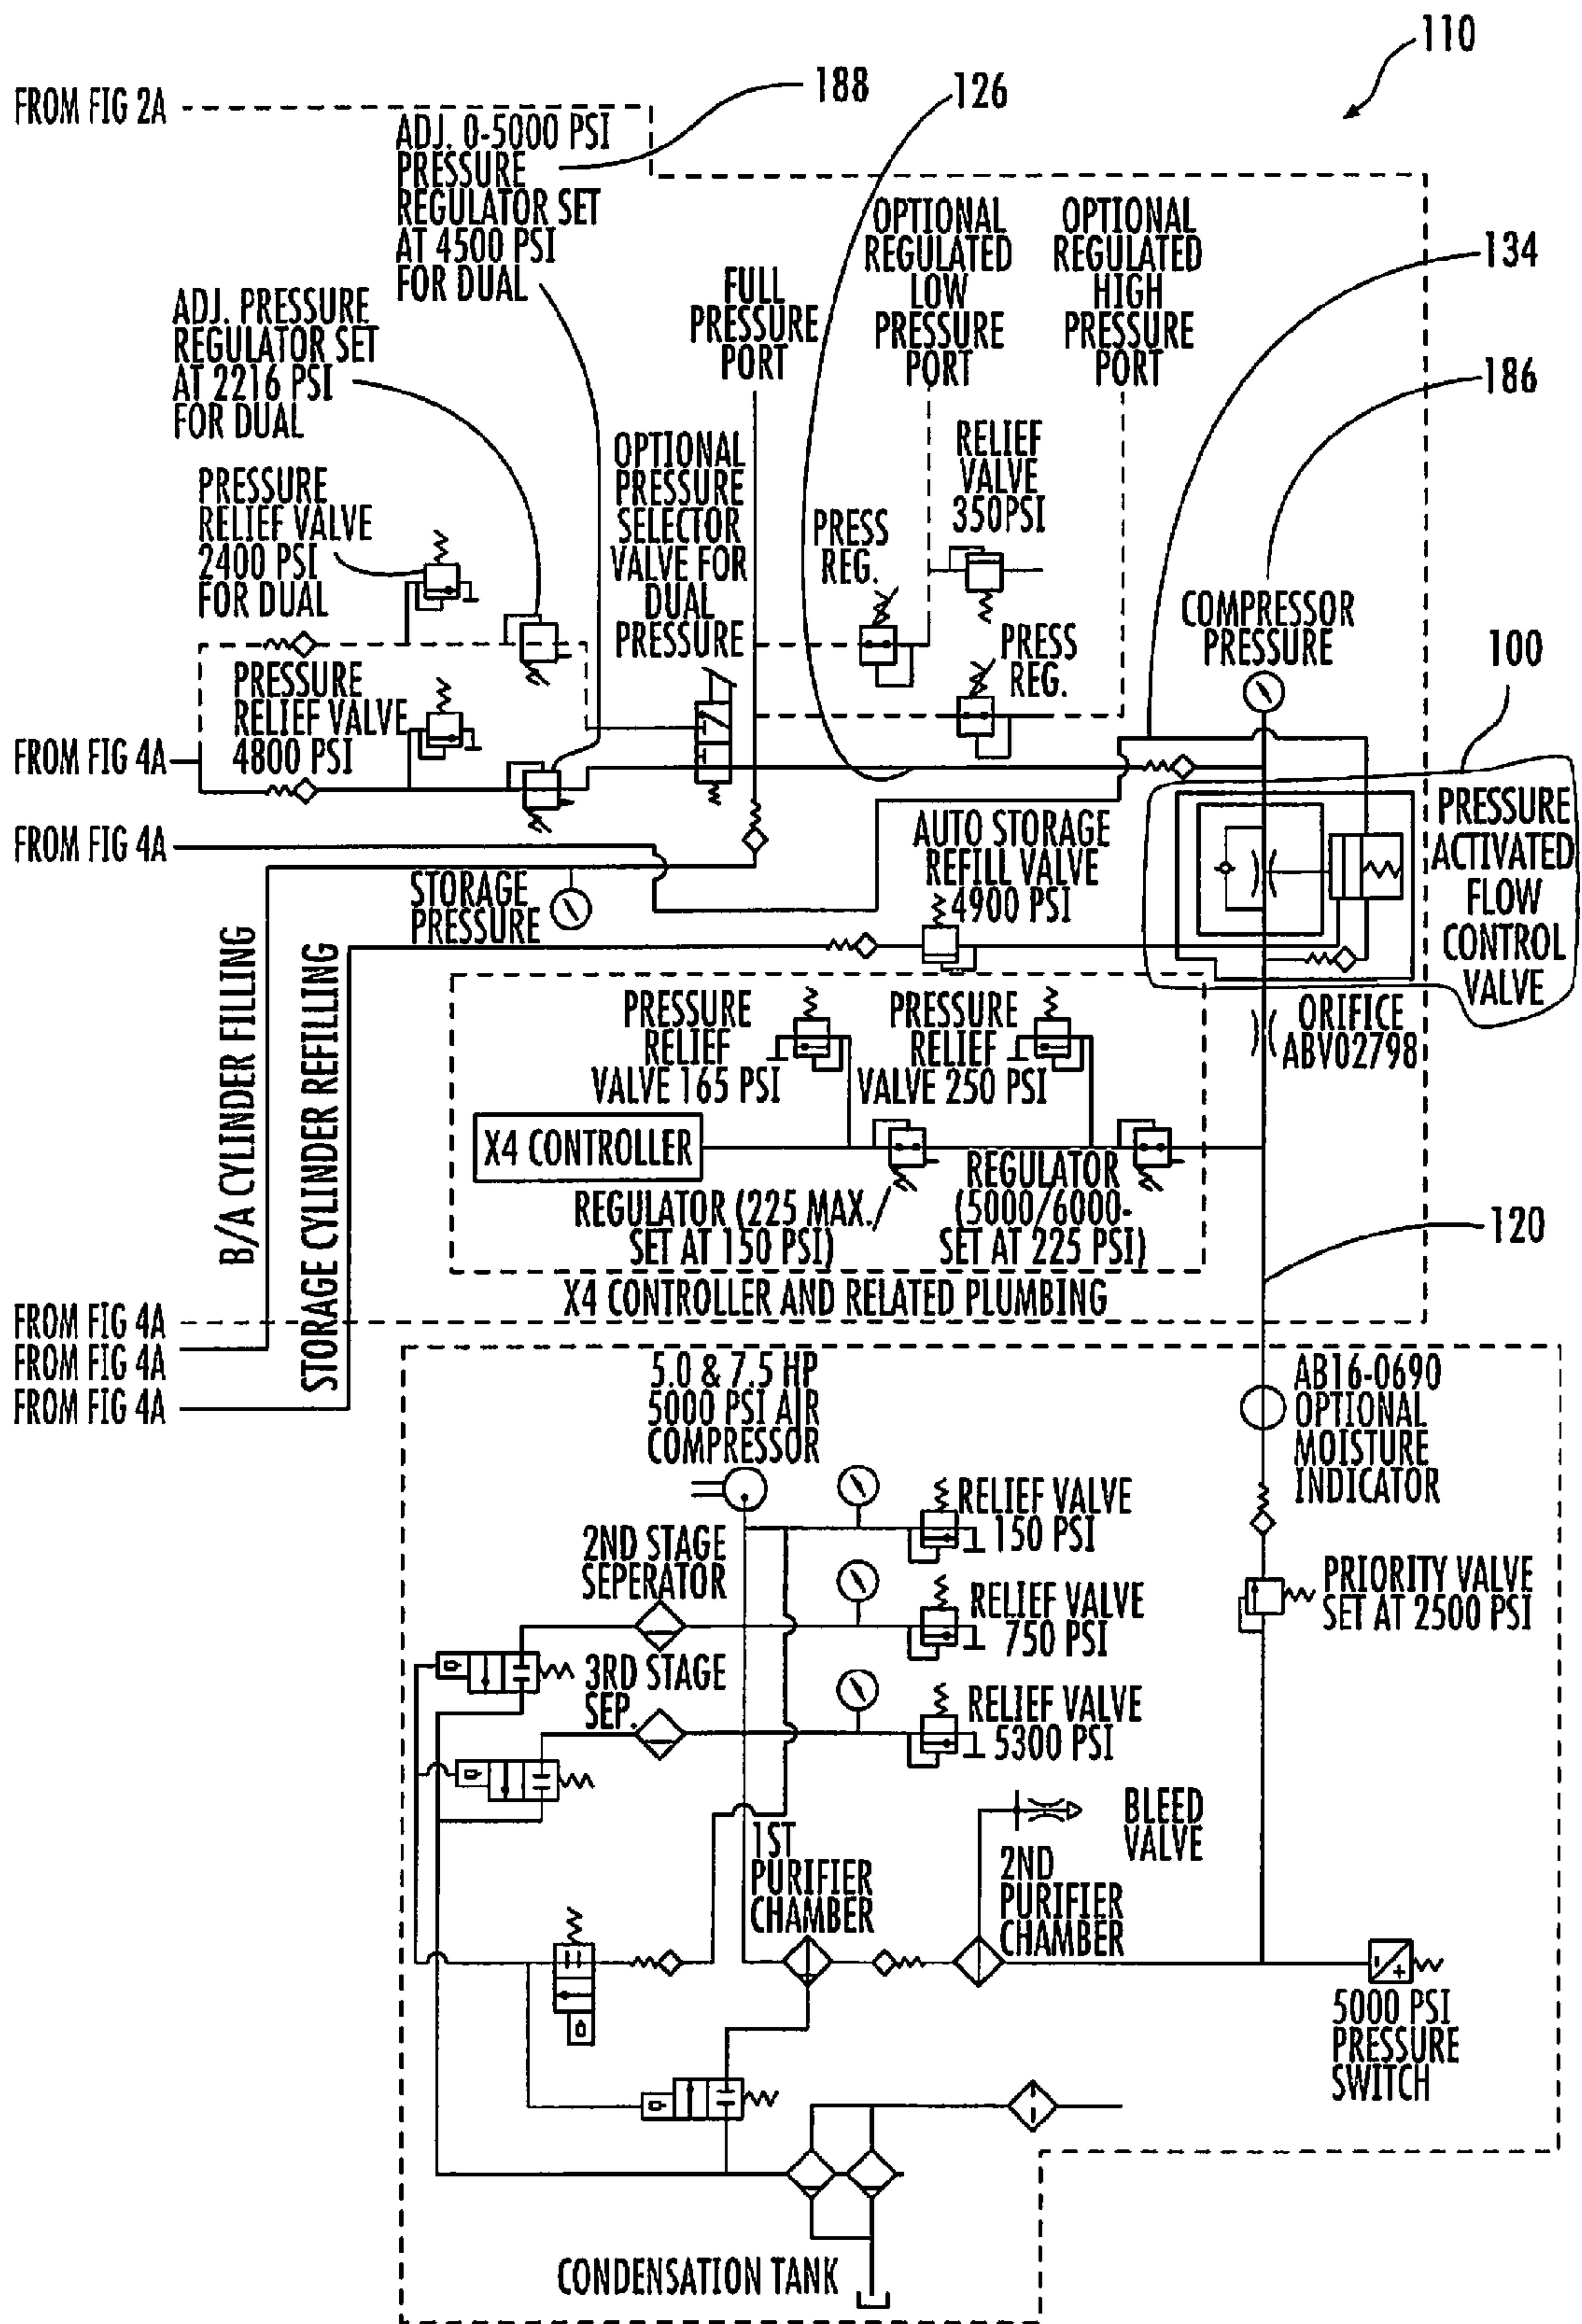 110
FROM FIG 2A
188
126
ADJ. 0-5000 PSI
PRESSURE
REGULATOR SET
AT 4500 PSI
FOR DUAL
OPTIONAL
REGULATED
LOW
PRESSURE
PORT
OPTIONAL
REGULATED
HIGH
PRESSURE
PORT
134
FULL
PRESSURE
PORT
ADJ. PRESSURE
REGULATOR SET
AT 2216 PSI
FOR DUAL
186
OPTIONAL
PRESSURE
SELECTOR
VALVE FOR
DUAL
PRESSURE
RELIEF
VALVE
350PSI
PRESSURE
RELIEF VALVE
2400 PSI
FOR DUAL
PRESS
REG.
COMPRESSOR
PRESSURE
PRESS
REG.
100
PRESSURE
RELIEF VALVE
4800 PSI
FROM FIG 4A
PRESSURE
ACTIVATED
FLOW
CONTROL
VALVE
AUTO STORAGE
REFILL VALVE
4900 PSI
FROM FIG 4A
STORAGE
PRESSURE
B/A CYLINDER FILLING
STORAGE CYLINDER REFILLING
PRESSURE
RELIEF
VALVE 165 PSI
PRESSURE
RELIEF
VALVE 250 PSI
ORIFICE
ABV02798
X4 CONTROLLER
REGULATOR (225 MAX.
SET AT 150 PSI)
REGULATOR
(5000/6000-
SET AT 225 PSI)
120
X4 CONTROLLER AND RELATED PLUMBING
FROM FIG 4A
FROM FIG 4A
FROM FIG 4A
5.0 & 7.5 HP
5000 PSI AIR
COMPRESSOR
AB16-0690
OPTIONAL
MOISTURE
INDICATOR
RELIEF VALVE
150 PSI
2ND STAGE
SEPERATOR
RELIEF VALVE
750 PSI
PRIORITY VALVE
SET AT 2500 PSI
3RD STAGE
SEP.
RELIEF VALVE
5300 PSI
BLEED
VALVE
1ST
PURIFIER
CHAMBER
2ND
PURIFIER
CHAMBER
5000 PSI
PRESSURE
SWITCH
CONDENSATION TANK